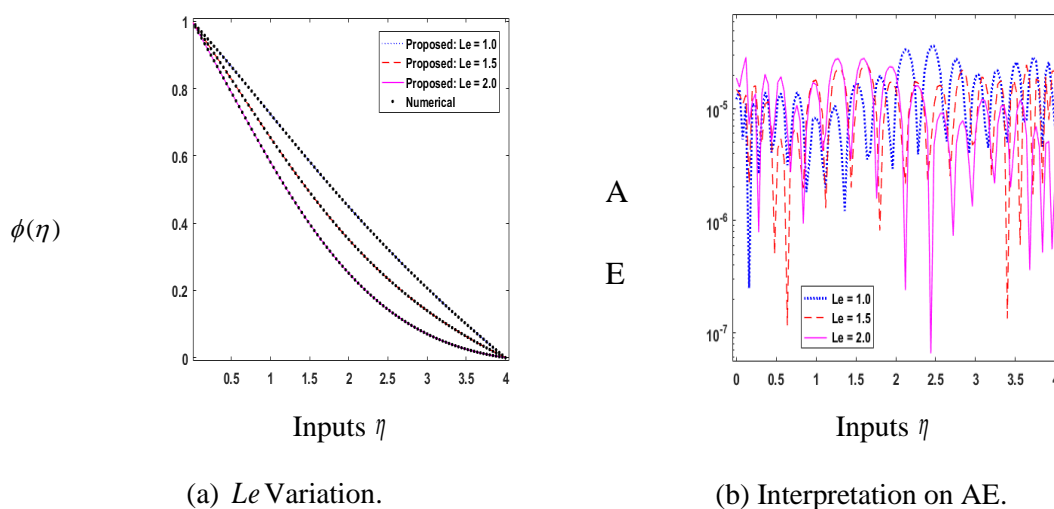 ϕ(η)
1
0.8
0.6
0.4
0.2
0
0.5 1 1.5 2 2.5 3 3.5 4
Proposed: Le = 1.0
Proposed: Le = 1.5
Proposed: Le = 2.0
Numerical
Inputs η
(a) Le Variation.
A
E
10-5
10-6
10-7
0 0.5 1 1.5 2 2.5 3 3.5 4
Le = 1.0
Le = 1.5
Le = 2.0
Inputs η
(b) Interpretation on AE.